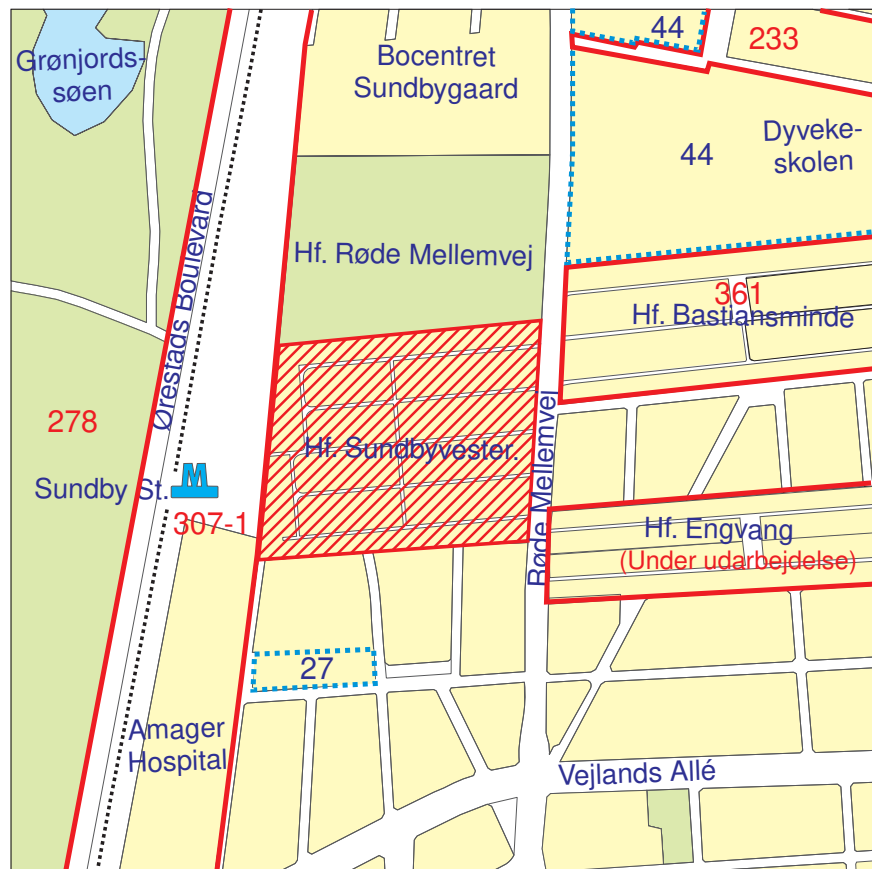 Grønjords-
søen
Bocentret
Sundbygaard
44
233
44
Dyveke-
skolen
Ørestads Boulevard
Hf. Røde Mellemvej
361
Hf. Bastiansminde
278
Hf. Sundbyvester.
Røde Mellemvej
Sundby St.
M
307-1
Hf. Engvang
(Under udarbejdelse)
27
Amager
Hospital
Vejlands Allé